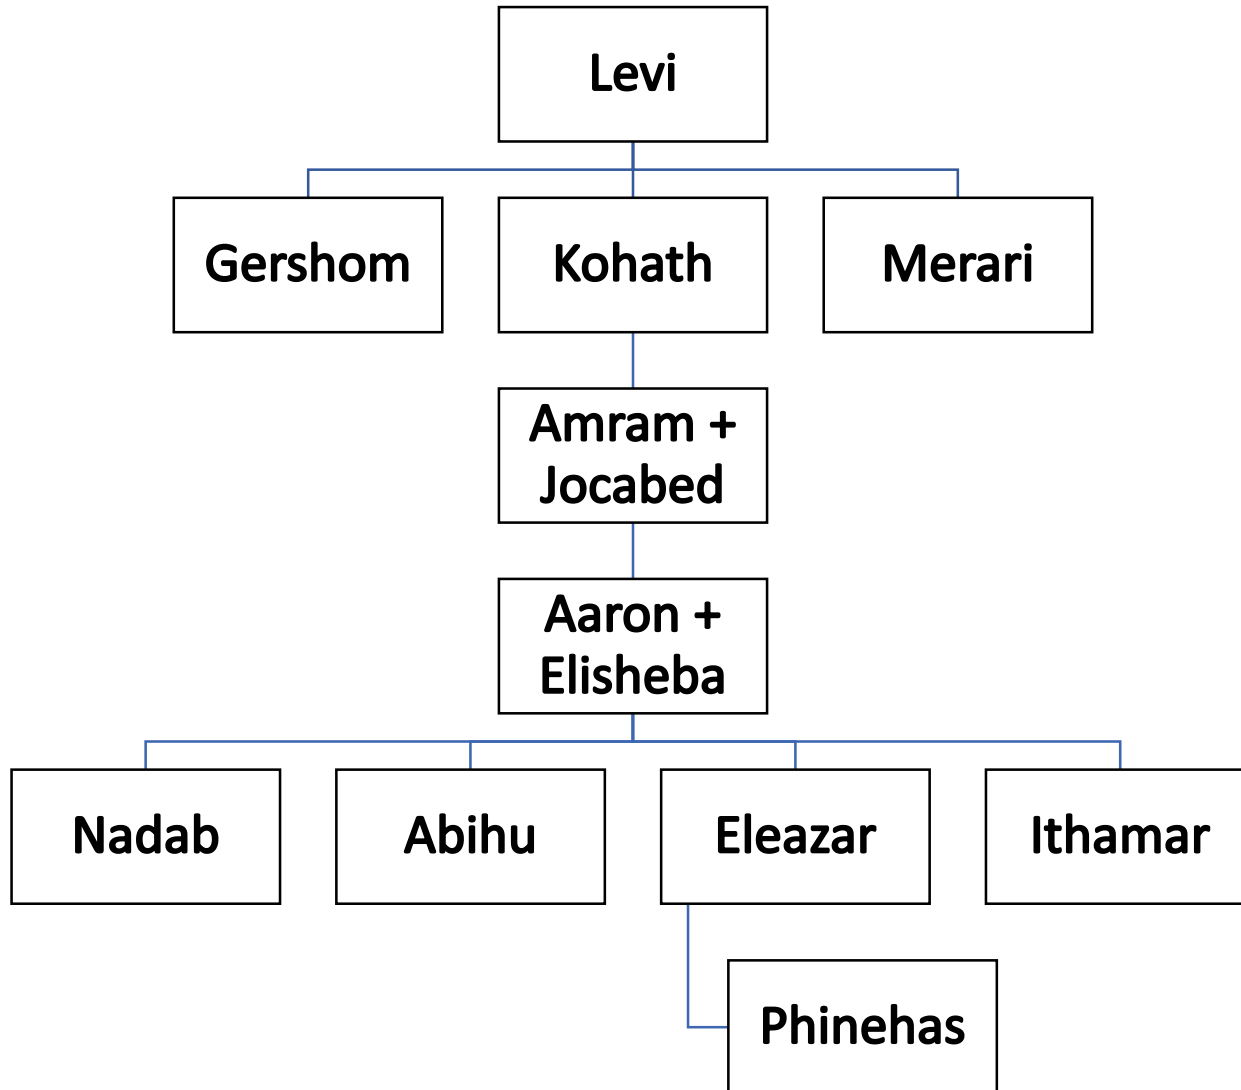 Levi
Gershom
Kohath
Merari
Amram +
Jocabed
Aaron +
Elisheba
Nadab
Abihu
Eleazar
Ithamar
Phinehas